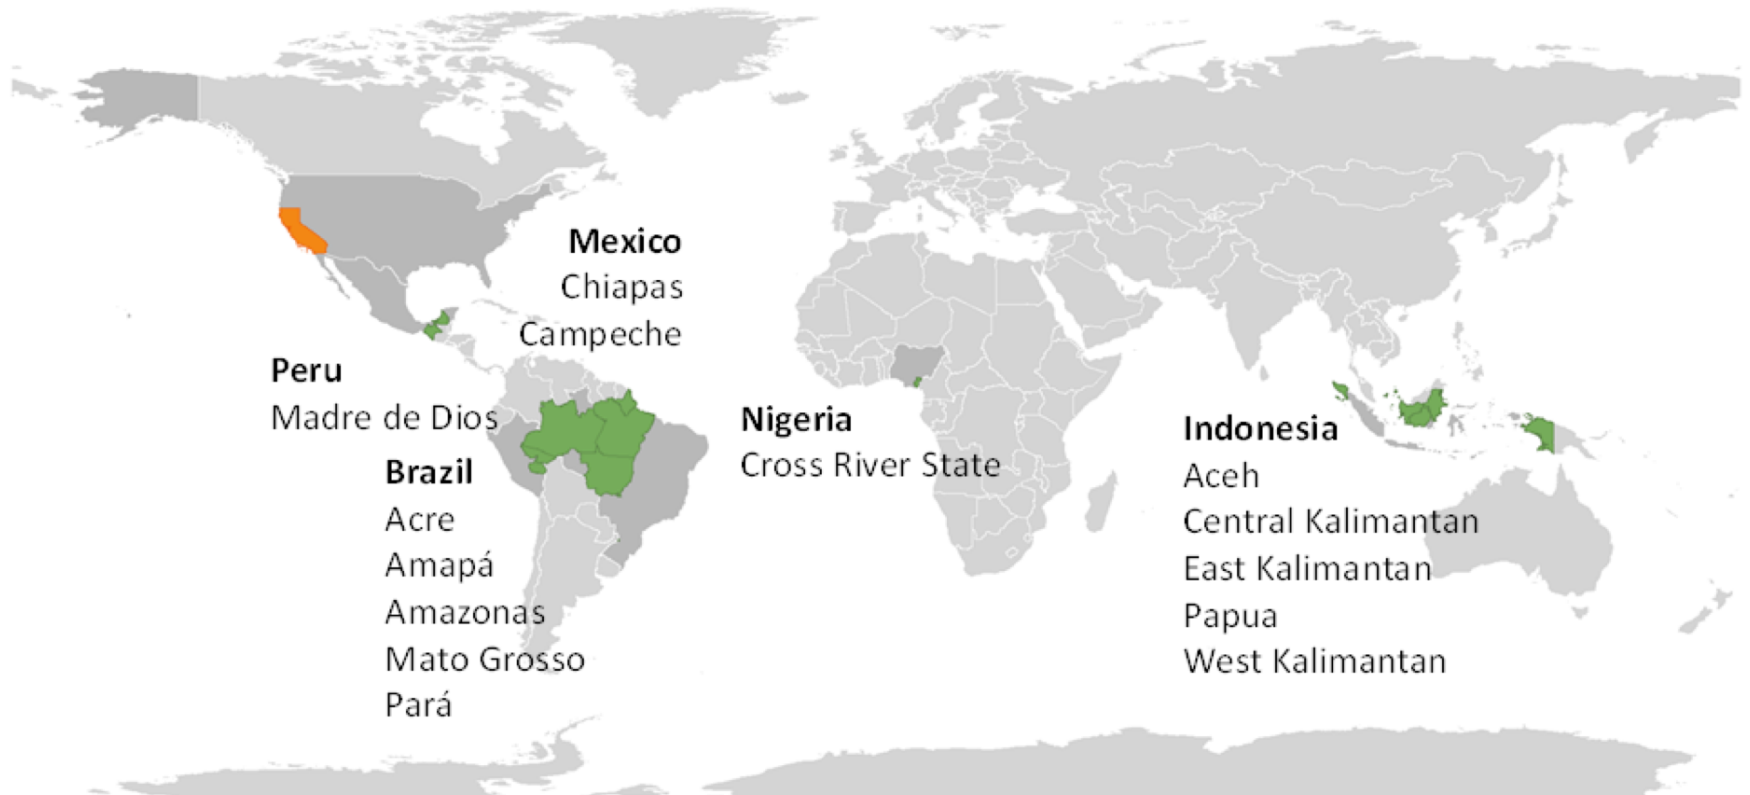 Mexico
Chiapas
Campeche
Peru
Madre de Dios
Brazil
Acre
Amapá
Amazonas
Mato Grosso
Pará
Nigeria
Cross River State
Indonesia
Aceh
Central Kalimantan
East Kalimantan
Papua
West Kalimantan